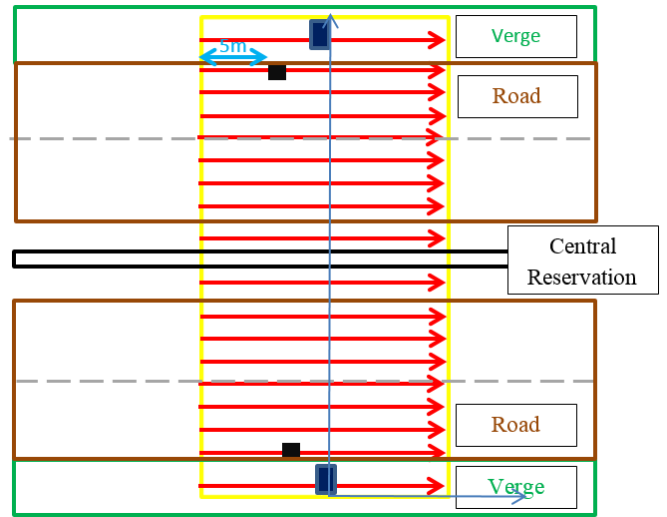 Verge
5m
Road
Central
Reservation
Road
Verge